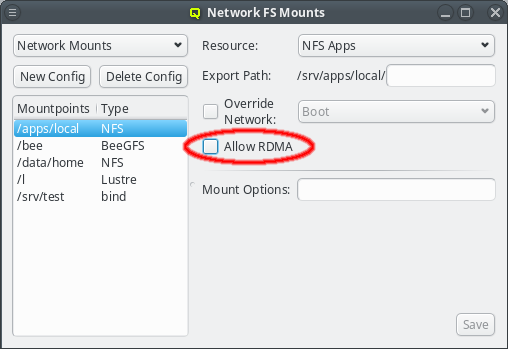 Network FS Mounts
Network Mounts
Resource:
NFS Apps
New Config
Delete Config
Export Path:
/srv/apps/local/
Mountpoints
Type
/apps/local
NFS
/bee
BeeGFS
/data/home
NFS
/l
Lustre
/srv/test
bind
Override
Network:
Boot
Allow RDMA
Mount Options:
Save